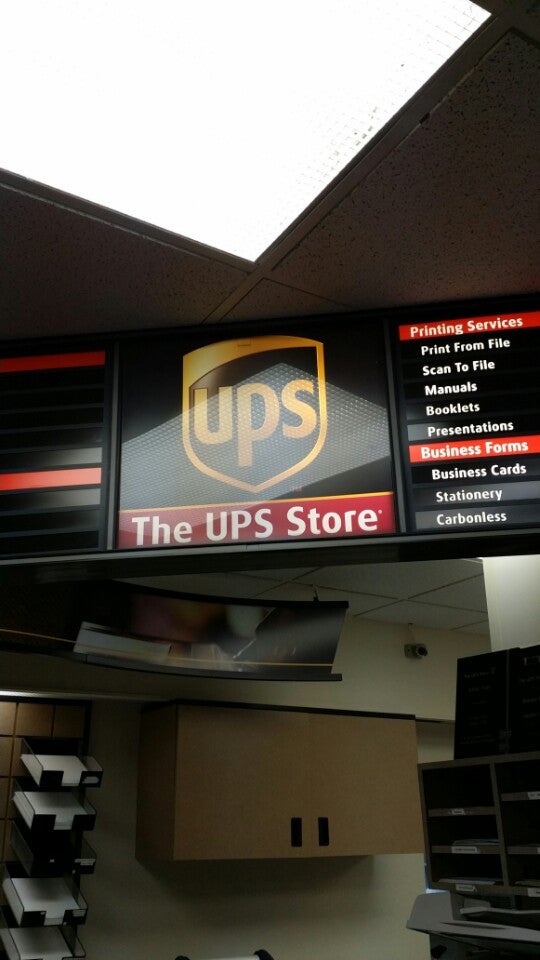 ups
The UPS Store®
Printing Services
Print From File
Scan To File
Manuals
Booklets
Presentations
Business Forms
Business Cards
Stationery
Carbonless